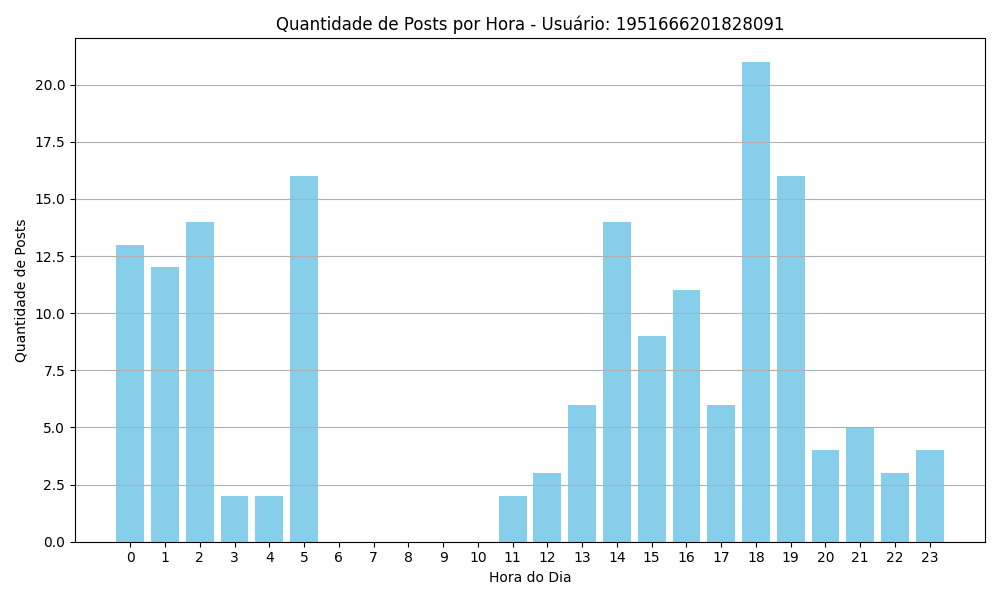 Quantidade de Posts por Hora - Usuário: 1951666201828091
Quantidade de Posts
20.0
17.5
15.0
12.5
10.0
7.5
5.0
2.5
0.0
0 1 2 3 4 5 6 7 8 9 10 11 12 13 14 15 16 17 18 19 20 21 22 23
Hora do Dia